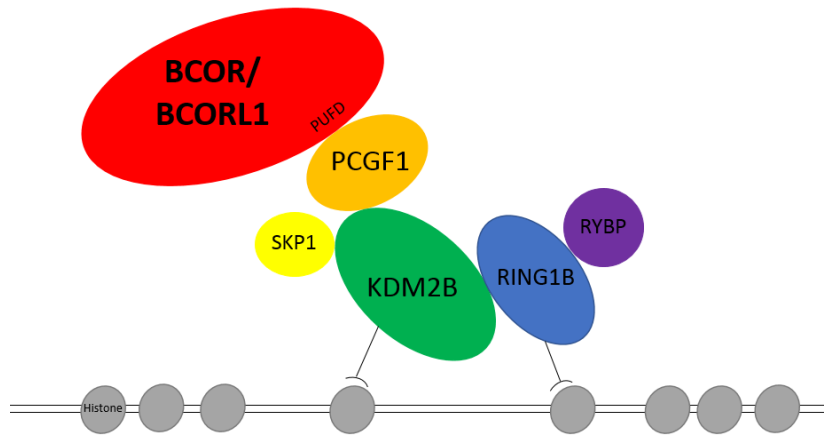 BCOR/
BCORL1
PUFD
PCGF1
SKP1
RYBP
KDM2B
RING1B
Histone